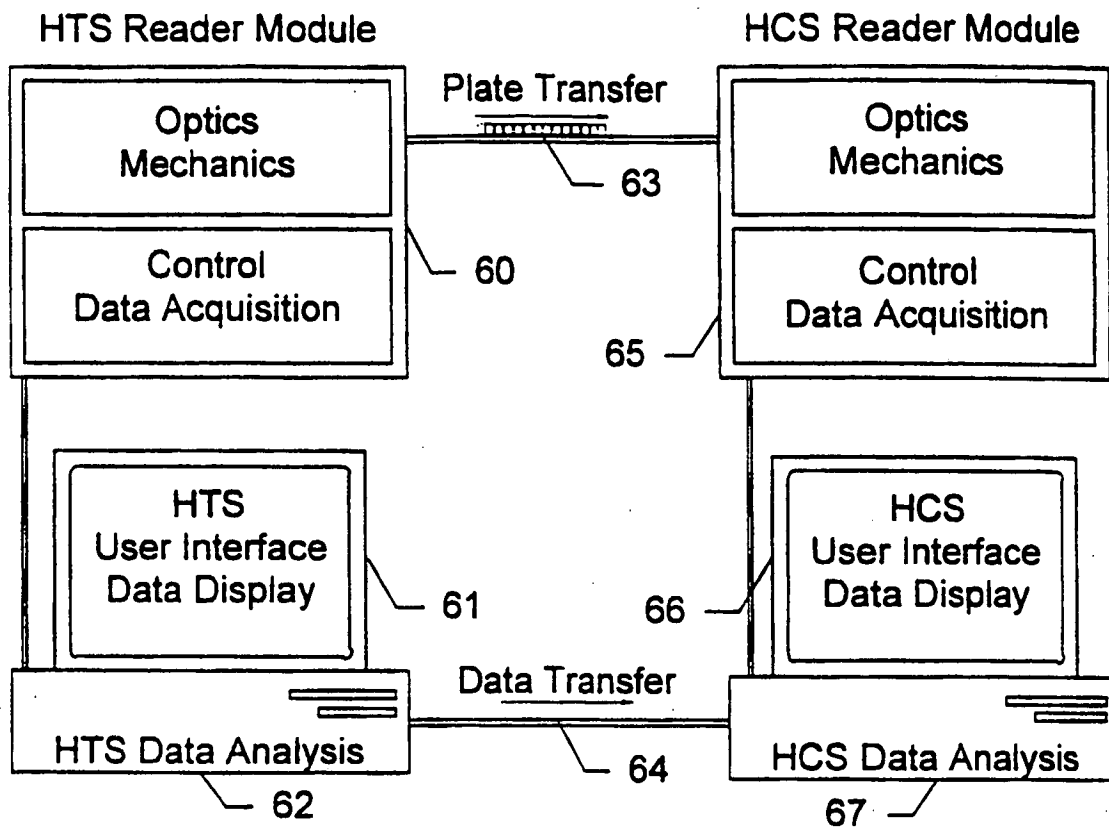 HTS Reader Module
HCS Reader Module
Optics
Mechanics
Plate Transfer
63
Optics
Mechanics
Control
Data Acquisition
60
Control
Data Acquisition
65
HTS
User Interface
Data Display
61
HCS
User Interface
Data Display
66
Data Transfer
HTS Data Analysis
64
HCS Data Analysis
62
67